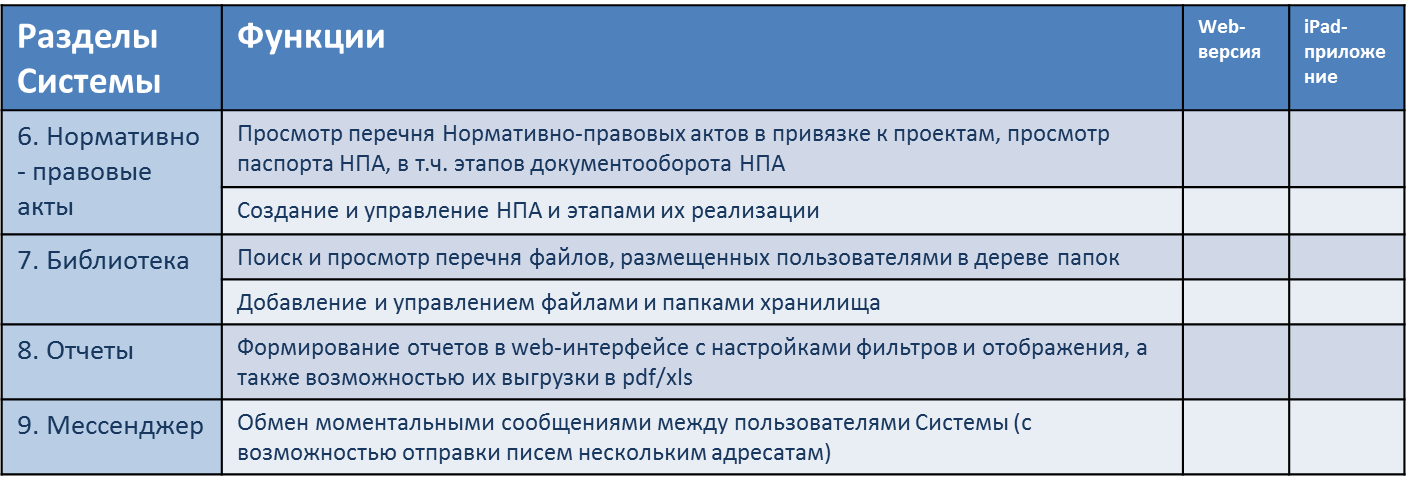 Разделы
Системы
Функции
Web-
версия
iPad-
приложе
ние
6. Нормативно
- правовые
акты
Просмотр перечня Нормативно-правовых актов в привязке к проектам, просмотр
паспорта НПА, в т.ч. этапов документооборота НПА
Создание и управление НПА и этапами их реализации
7. Библиотека
Поиск и просмотр перечня файлов, размещенных пользователями в дереве папок
Добавление и управлением файлами и папками хранилища
8. Отчеты
Формирование отчетов в web-интерфейсе с настройками фильтров и отображения, а
также возможностью их выгрузки в pdf/xls
9. Мессенджер
Обмен моментальными сообщениями между пользователями Системы (с
возможностью отправки писем нескольким адресатам)